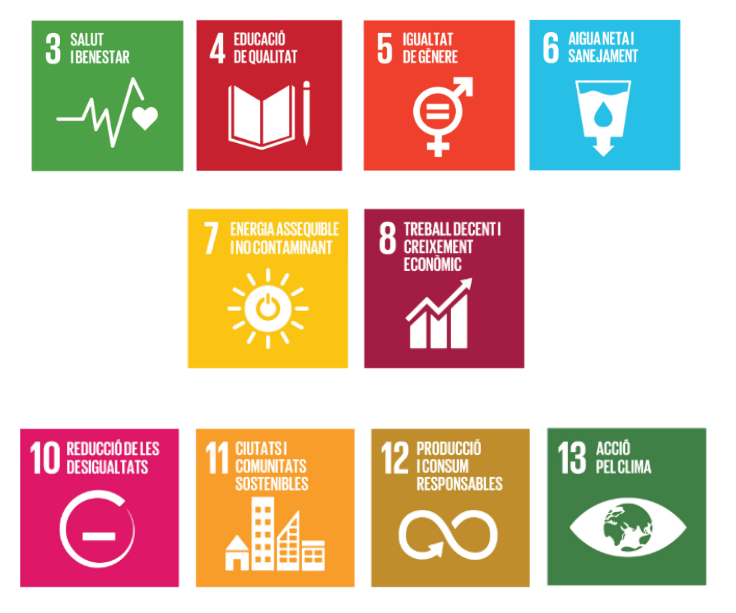 3 SALUT
I BENESTAR
4 EDUCACIÓ
DE QUALITAT
5 IGUALTAT
DE GÈNERE
6 AIGUA NETA I
SANEJAMENT
7 ENERGIA ASSEQUIBLE
I NO CONTAMINANT
8 TREBALL DECENT I
CREIXEMENT
ECONÒMIC
10 REDUCCIÓ DE LES
DESIGUALTATS
11 CIUTATS I
COMUNITATS
SOSTENIBLES
12 PRODUCCIÓ
I CONSUM
RESPONSABLES
13 ACCIÓ
PEL CLIMA